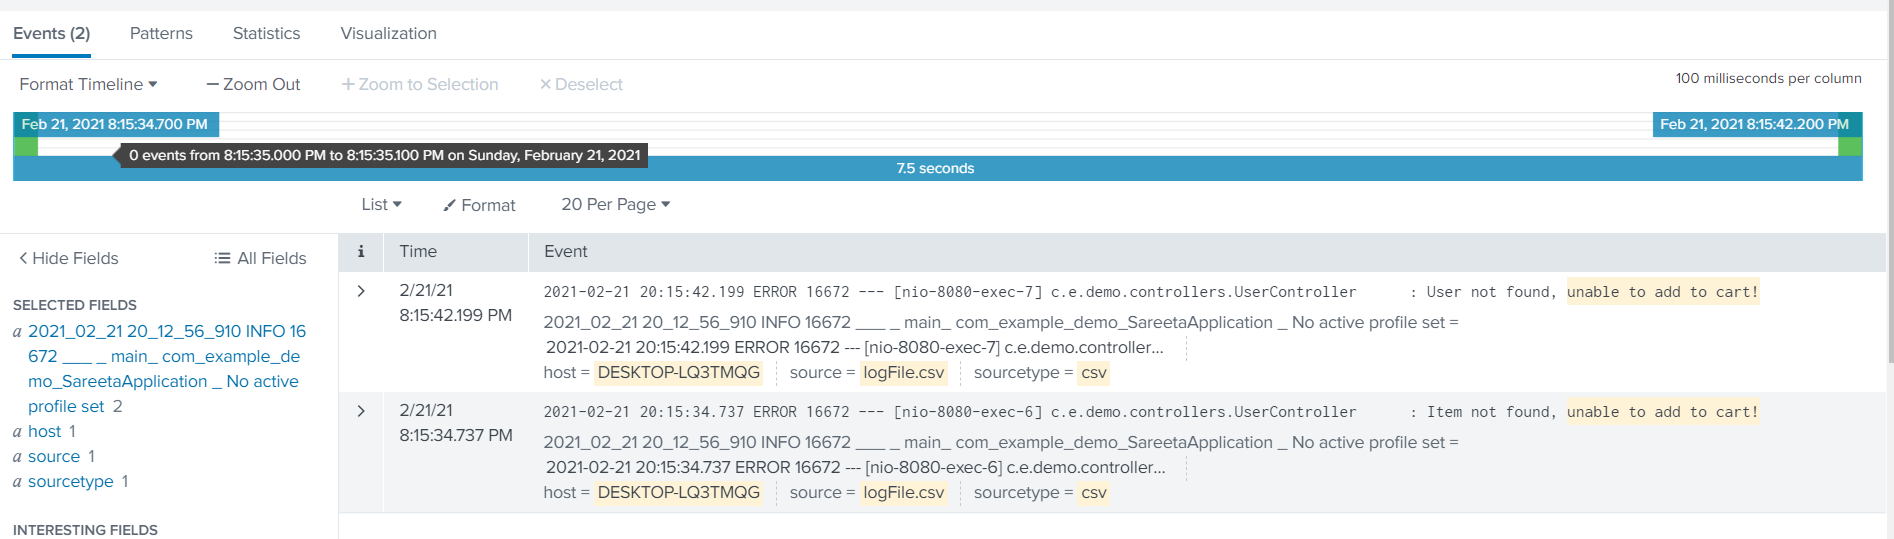 Events (2) Patterns Statistics Visualization
Format Timeline — Zoom Out + Zoom to Selection × Deselect 100 milliseconds per column
Feb 21, 2021 8:15:34.700 PM Feb 21, 2021 8:15:42.200 PM
0 events from 8:15:35.000 PM to 8:15:35.100 PM on Sunday, February 21, 2021
7.5 seconds
List Format 20 Per Page
< Hide Fields All Fields
SELECTED FIELDS
a 2021_02_21 20_12_56_910 INFO 16
672 ___ _ main_ com_example_de
mo_SareetaApplication _ No active
profile set 2
a host 1
a source 1
a sourcetype 1
INTERESTING FIELDS
i Time Event
> 2/21/21
8:15:42.199 PM
2021-02-21 20:15:42.199 ERROR 16672 --- [nio-8080-exec-7] c.e.demo.controllers.UserController : User not found, unable to add to cart!
2021_02_21 20_12_56_910 INFO 16672 ___ _ main_ com_example_demo_SareetaApplication _ No active profile set =
2021-02-21 20:15:42.199 ERROR 16672 --- [nio-8080-exec-7] c.e.demo.controller...
host = DESKTOP-LQ3TMQG source = logFile.csv sourcetype = csv
> 2/21/21
8:15:34.737 PM
2021-02-21 20:15:34.737 ERROR 16672 --- [nio-8080-exec-6] c.e.demo.controllers.UserController : Item not found, unable to add to cart!
2021_02_21 20_12_56_910 INFO 16672 ___ _ main_ com_example_demo_SareetaApplication _ No active profile set =
2021-02-21 20:15:34.737 ERROR 16672 --- [nio-8080-exec-6] c.e.demo.controller...
host = DESKTOP-LQ3TMQG source = logFile.csv sourcetype = csv